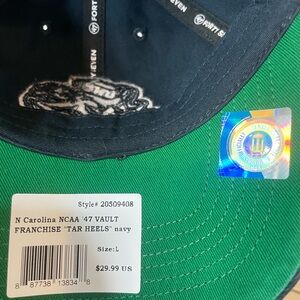 47 FORTY SEVEN
Style# 20509408
N Carolina NCAA '47 VAULT
FRANCHISE "TAR HEELS" navy
Size: L
8 87738 13834 8
$29.99 US